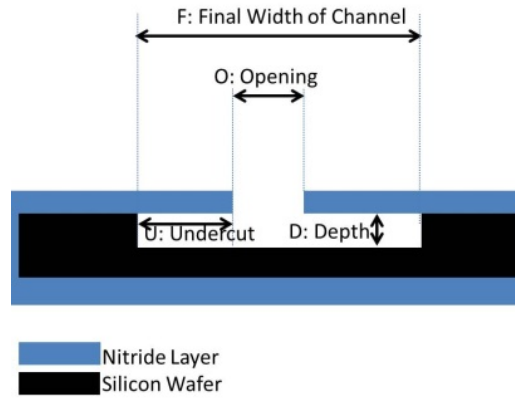 F: Final Width of Channel
O: Opening
U: Undercut
D: Depth
Nitride Layer
Silicon Wafer